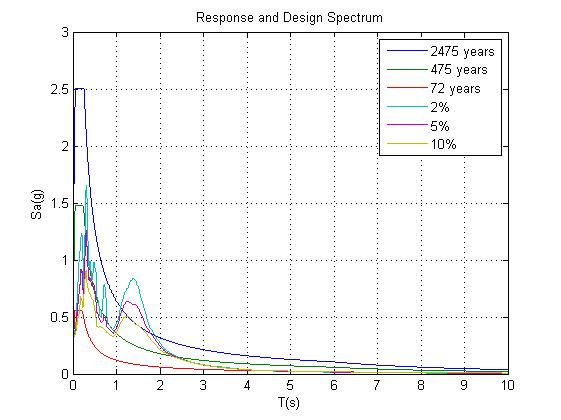 Response and Design Spectrum
3
2.5
2
1.5
1
0.5
0
Sa(g)
2475 years
475 years
72 years
2%
5%
10%
0 1 2 3 4 5 6 7 8 9 10
T(s)